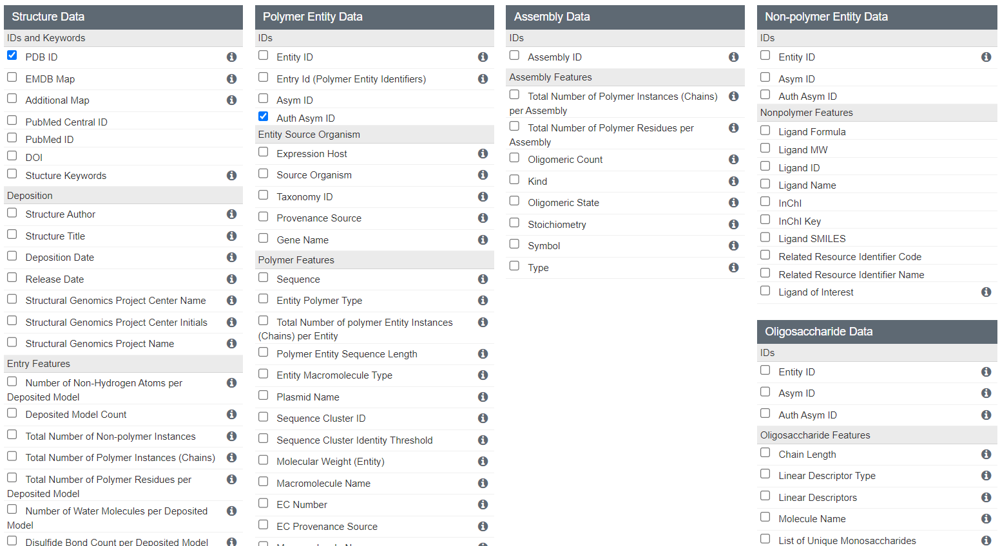 Structure Data
IDs and Keywords
PDB ID
EMDB Map
Additional Map
PubMed Central ID
PubMed ID
DOI
Stucture Keywords
Deposition
Structure Author
Structure Title
Deposition Date
Release Date
Structural Genomics Project Center Name
Structural Genomics Project Center Initials
Structural Genomics Project Name
Entry Features
Number of Non-Hydrogen Atoms per
Deposited Model
Deposited Model Count
Total Number of Non-polymer Instances
Total Number of Polymer Instances (Chains)
Total Number of Polymer Residues per
Deposited Model
Number of Water Molecules per Deposited
Model
Disulfide Bond Count per Deposited Model
Polymer Entity Data
IDs
Entity ID
Entry Id (Polymer Entity Identifiers)
Asym ID
Auth Asym ID
Entity Source Organism
Expression Host
Source Organism
Taxonomy ID
Provenance Source
Gene Name
Polymer Features
Sequence
Entity Polymer Type
Total Number of polymer Entity Instances
(Chains) per Entity
Polymer Entity Sequence Length
Entity Macromolecule Type
Plasmid Name
Sequence Cluster ID
Sequence Cluster Identity Threshold
Molecular Weight (Entity)
Macromolecule Name
EC Number
EC Provenance Source
Assembly Data
IDs
Assembly ID
Assembly Features
Total Number of Polymer Instances (Chains)
per Assembly
Total Number of Polymer Residues per
Assembly
Oligomeric Count
Kind
Oligomeric State
Stoichiometry
Symbol
Type
Non-polymer Entity Data
IDs
Entity ID
Asym ID
Auth Asym ID
Nonpolymer Features
Ligand Formula
Ligand MW
Ligand ID
Ligand Name
InChI
InChI Key
Ligand SMILES
Related Resource Identifier Code
Related Resource Identifier Name
Ligand of Interest
Oligosaccharide Data
IDs
Entity ID
Asym ID
Auth Asym ID
Oligosaccharide Features
Chain Length
Linear Descriptor Type
Linear Descriptors
Molecule Name
List of Unique Monosaccharides